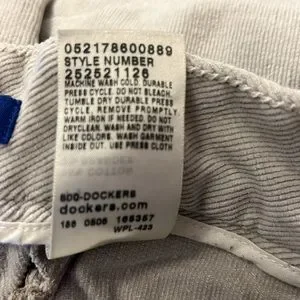 052178600889
STYLE NUMBER
252521126
MACHINE WASH COLD. DURABLE
PRESS CYCLE. DO NOT BLEACH.
TUMBLE DRY DURABLE PRESS
CYCLE. REMOVE PROMPTLY.
WARM IRON IF NEEDED. DO NOT
DRYCLEAN. WASH AND DRY WITH
LIKE COLORS. WASH GARMENT
INSIDE OUT. USE PRESS CLOTH
800-DOCKERS
dockers.com
WPL-423